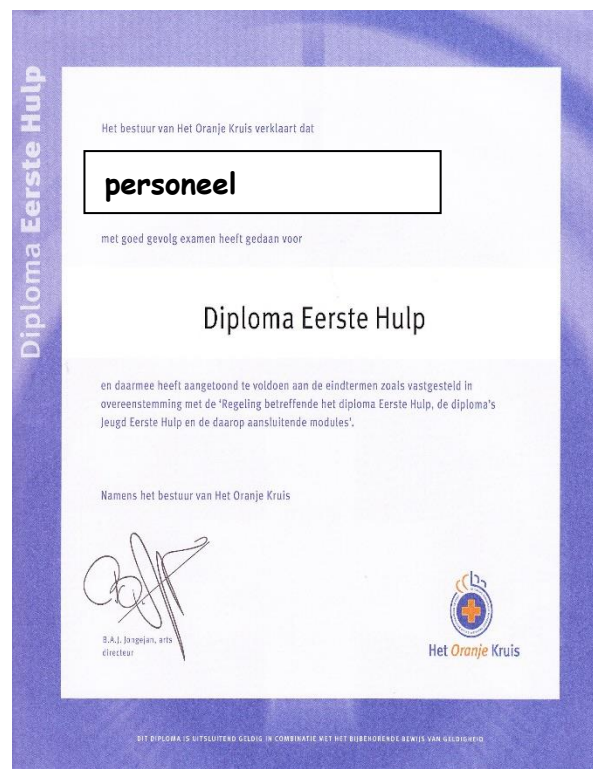 Diploma Eerste Hulp
Het bestuur van Het Oranje Kruis verklaart dat
personeel
met goed gevolg examen heeft gedaan voor
Diploma Eerste Hulp
en daarmee heeft aangetoond te voldoen aan de eindtermen zoals vastgesteld in
overeenstemming met de ‘Regeling betreffende het diploma Eerste Hulp, de diploma’s
Jeugd Eerste Hulp en de daarop aansluitende modules’.
Namens het bestuur van Het Oranje Kruis
B.A.J. Jongejan, arts
directeur
Het Oranje Kruis
DIT DIPLOMA IS UITSLUITEND GELDIG IN COMBINATIE MET HET BIJBEHORENDE BEWIJS VAN GELDIGHEID